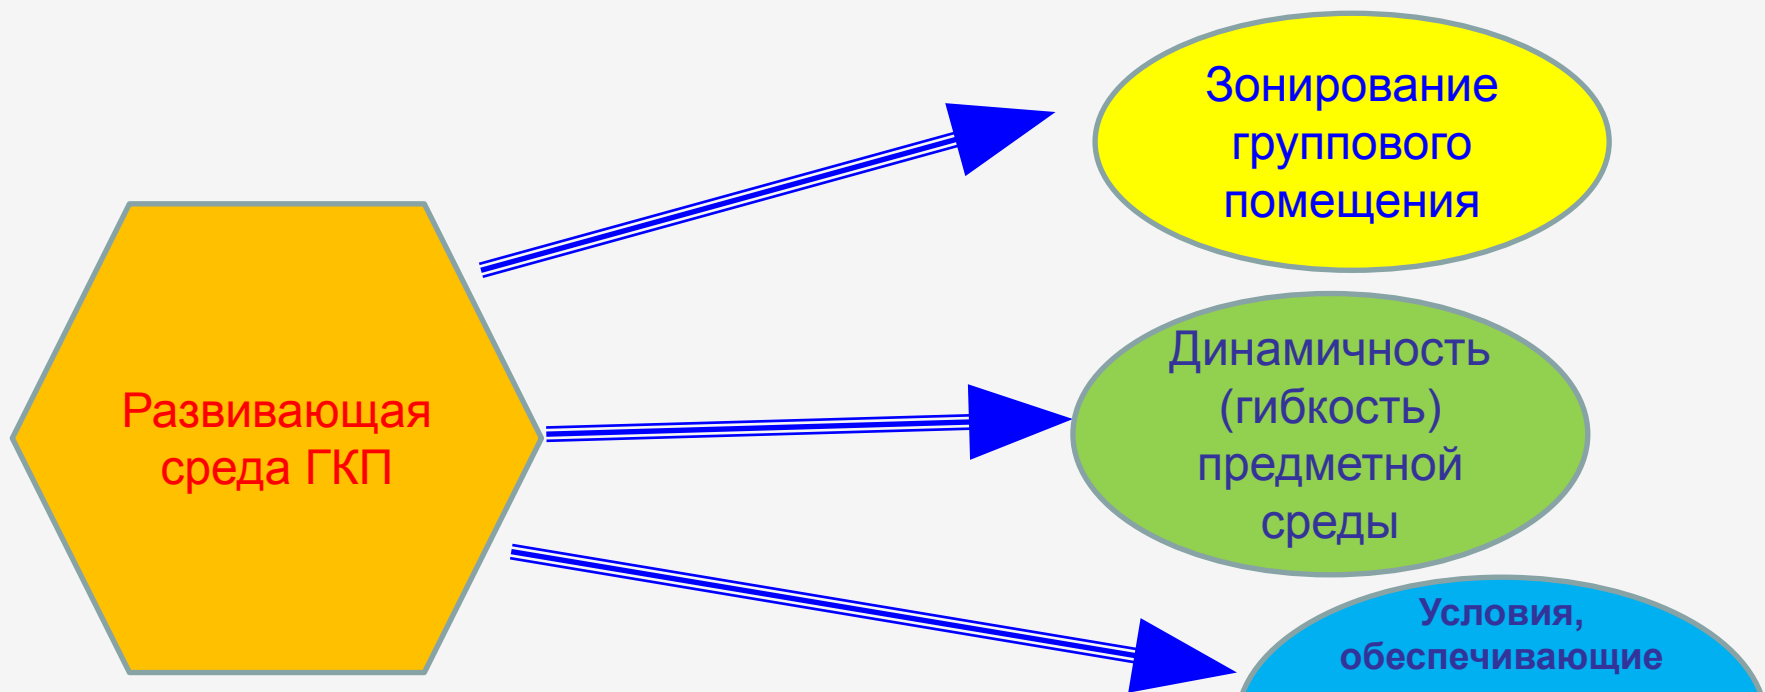 Развивающая
среда ГКП
Зонирование
группового
помещения
Динамичность
(гибкость)
предметной
среды
Условия,
обеспечивающие